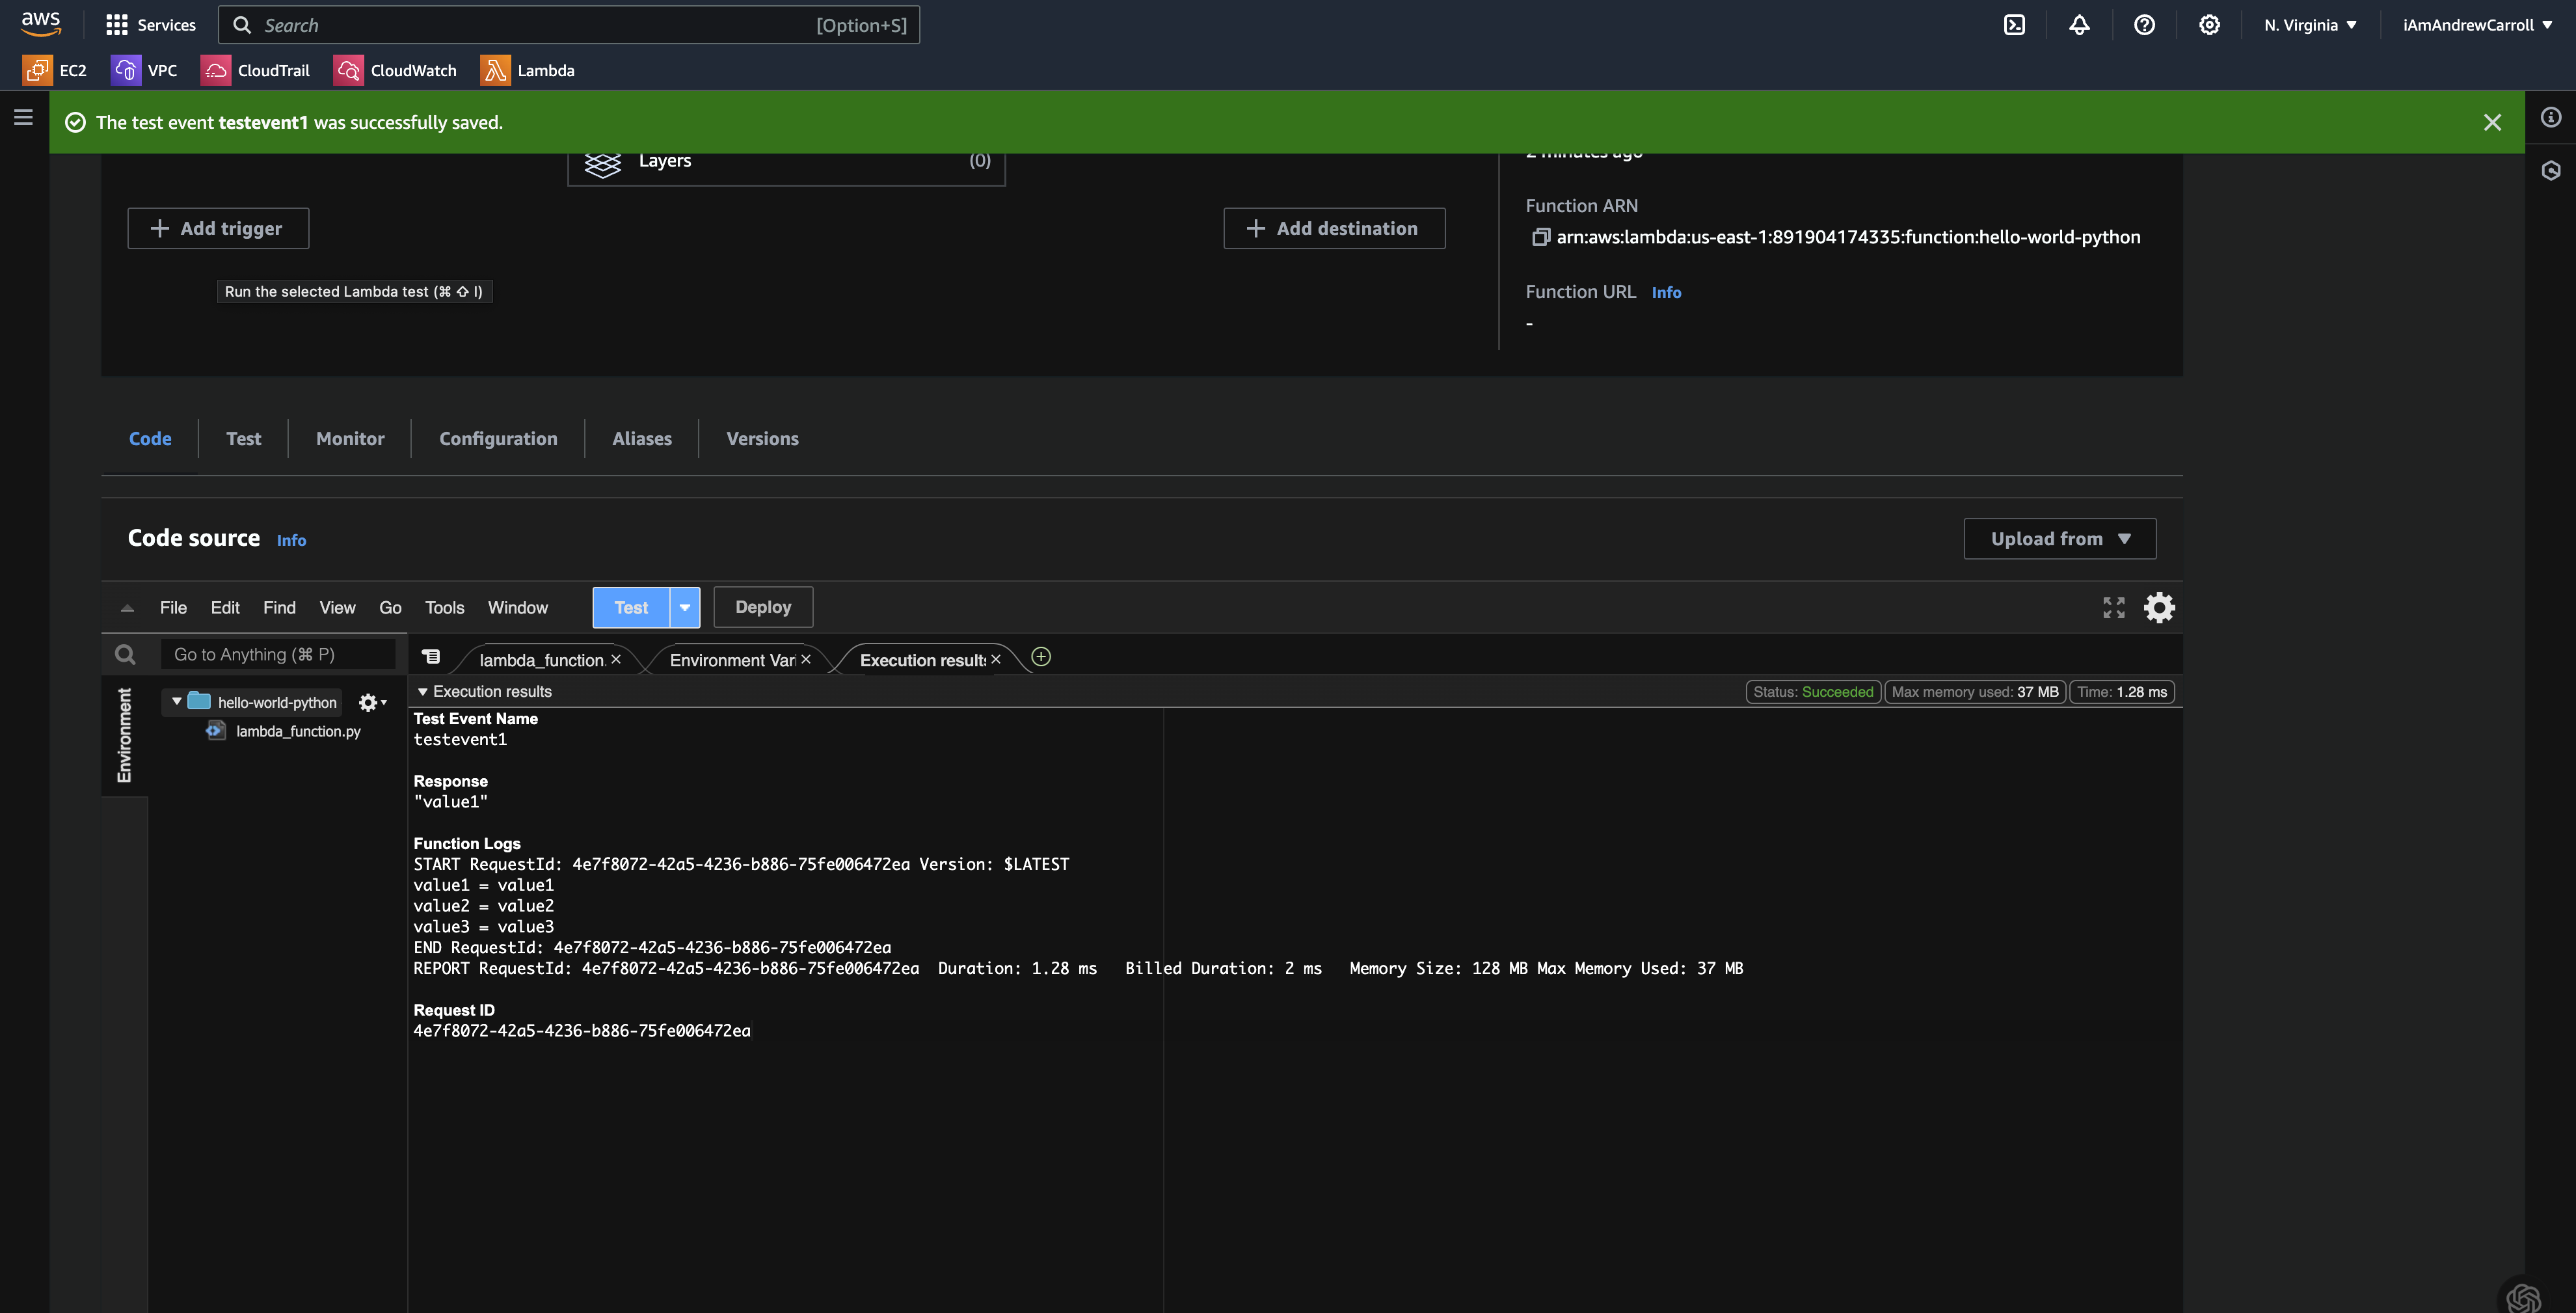 aws
Services
Search
[Option+S]
N. Virginia
iAmAndrewCarroll
EC2
VPC
CloudTrail
CloudWatch
Lambda
The test event testevent1 was successfully saved.
Layers
(0)
2 minutes ago
Add trigger
Add destination
Function ARN
arn:aws:lambda:us-east-1:891904174335:function:hello-world-python
Run the selected Lambda test (⌘ ⇧ I)
Function URL Info
-
Code
Test
Monitor
Configuration
Aliases
Versions
Code source Info
Upload from
File
Edit
Find
View
Go
Tools
Window
Test
Deploy
Go to Anything (⌘ P)
lambda_function.
Environment Vari
Execution results
Environment
hello-world-python
lambda_function.py
Execution results
Status: Succeeded
Max memory used: 37 MB
Time: 1.28 ms
Test Event Name
testevent1
Response
"value1"
Function Logs
START RequestId: 4e7f8072-42a5-4236-b886-75fe006472ea Version: $LATEST
value1 = value1
value2 = value2
value3 = value3
END RequestId: 4e7f8072-42a5-4236-b886-75fe006472ea
REPORT RequestId: 4e7f8072-42a5-4236-b886-75fe006472ea Duration: 1.28 ms Billed Duration: 2 ms Memory Size: 128 MB Max Memory Used: 37 MB
Request ID
4e7f8072-42a5-4236-b886-75fe006472ea